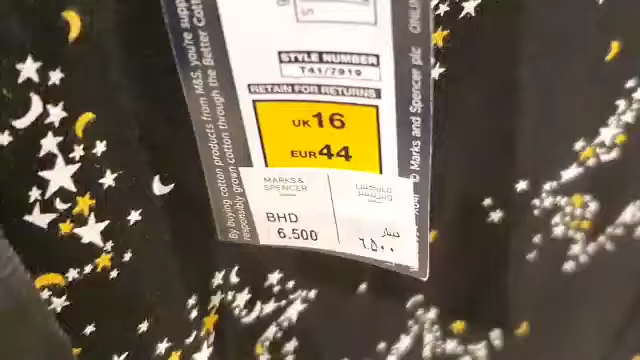 STYLE NUMBER
T41/7919
RETAIN FOR RETURNS
UK 16
EUR 44
MARKS &
SPENCER
BHD
6.500
ماركس اند
سبنسر
دينار
٦.٥٠٠
By buying cotton products from M&S, you're supp
responsibly grown cotton through the Better Cott
© Marks and Spencer plc